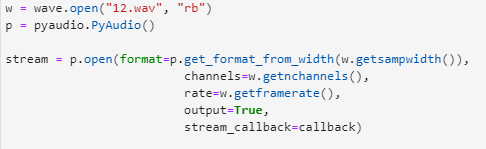 w = wave.open("12.wav", "rb")
p = pyaudio.PyAudio()

stream = p.open(format=p.get_format_from_width(w.getsampwidth()),
                channels=w.getnchannels(),
                rate=w.getframerate(),
                output=True,
                stream_callback=callback)